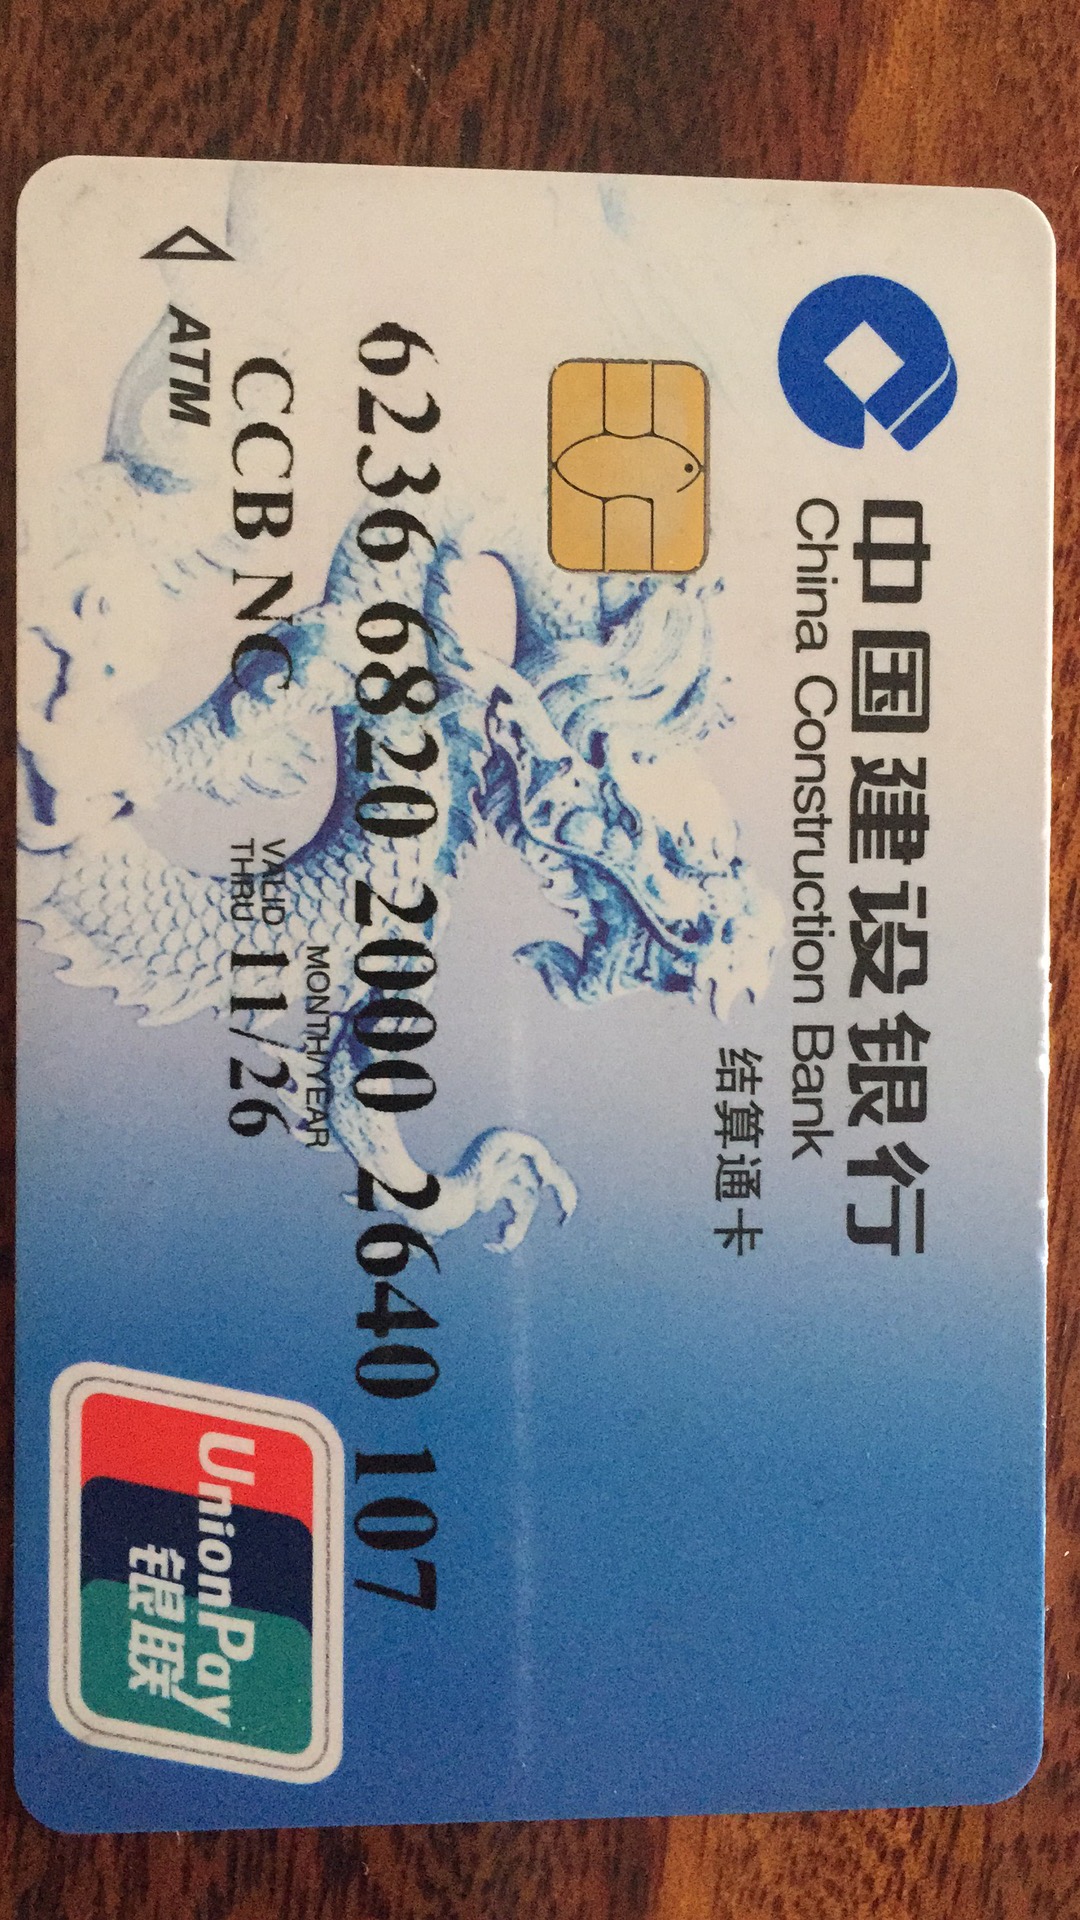 中国建设银行
China Construction Bank
结算通卡
6236 6820 2000 2640 107
MONTH/YEAR
VALID THRU 11/26
CCB NC
ATM
UnionPay
银联